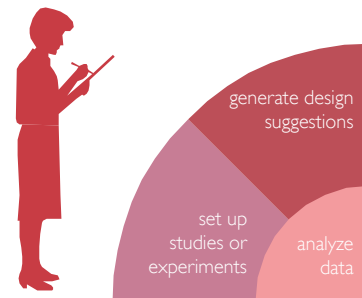 generate design
suggestions
set up
studies or
experiments
analyze
data